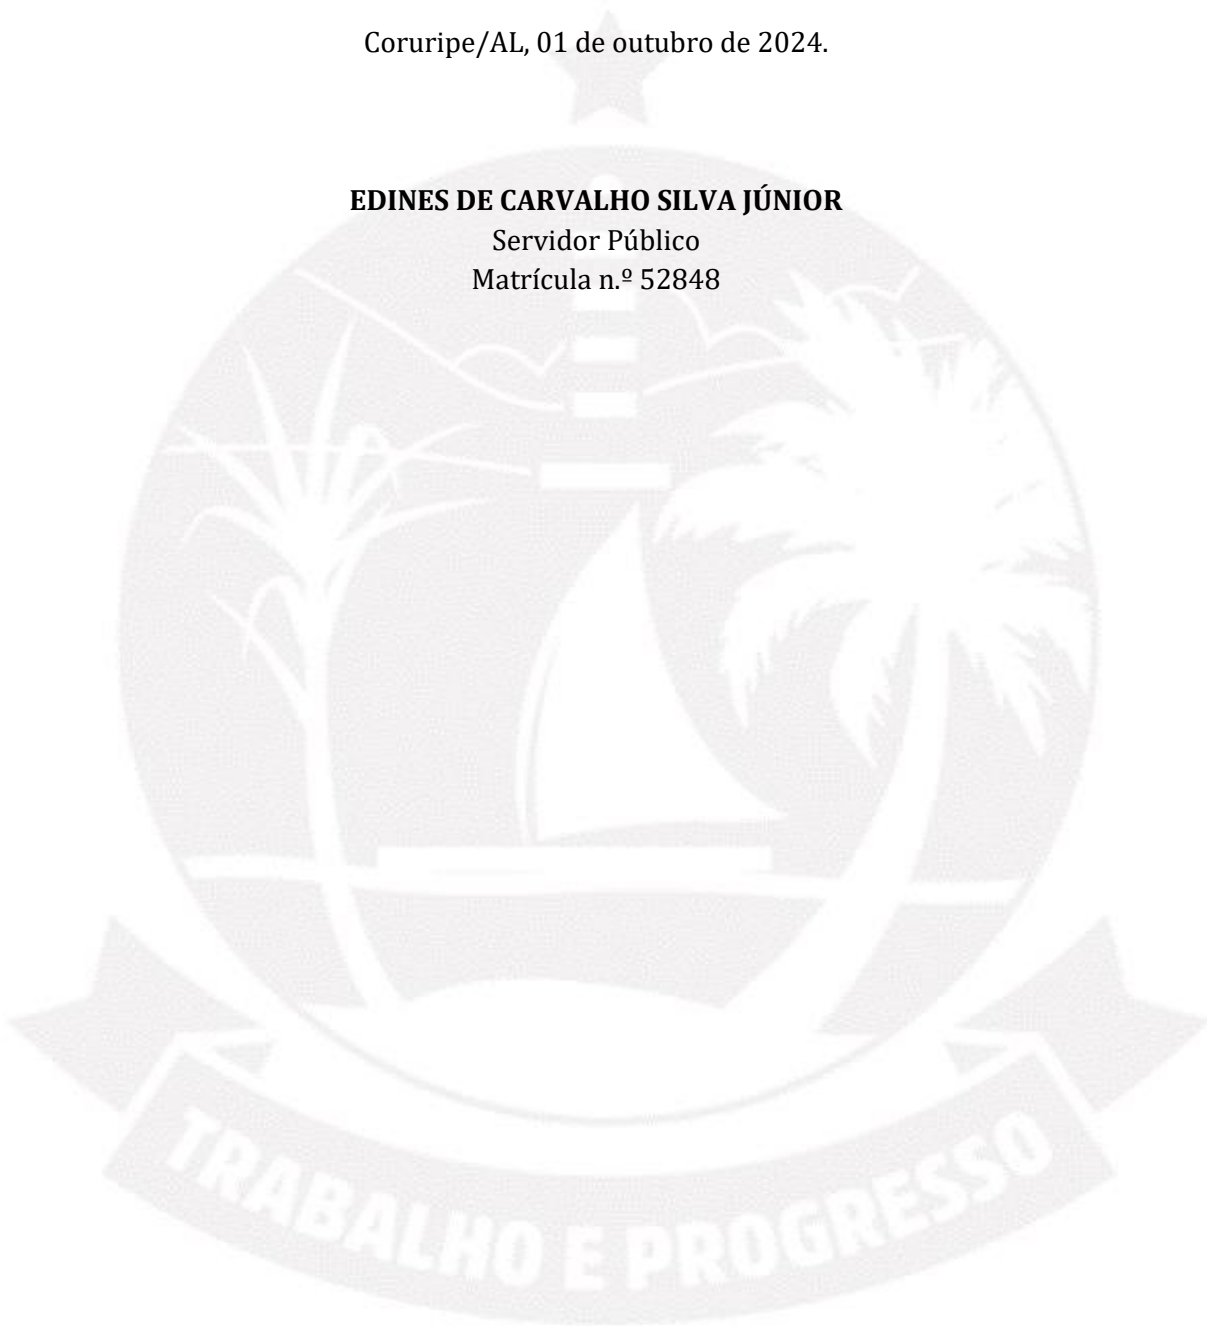 Coruripe/AL, 01 de outubro de 2024.
EDINES DE CARVALHO SILVA JÚNIOR
Servidor Público
Matrícula n.º 52848
TRABALHO E PROGRESSO